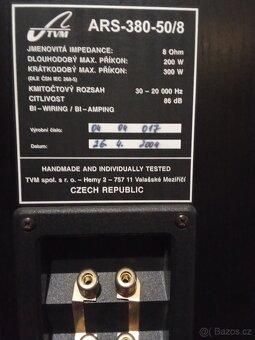 TVM
ARS-380-50/8
JMENOVITÁ IMPEDANCE: 8 Ohm
DLOUHODOBÝ MAX. PŘÍKON: 200 W
KRÁTKODOBÝ MAX. PŘÍKON: 300 W
(DLE ČSN IEC 268-5)
KMITOČTOVÝ ROZSAH 30 – 20 000 Hz
CITLIVOST 86 dB
BI – WIRING / BI – AMPING
Výrobní číslo: 04 04 017
Datum: 26. 4. 2004
HANDMADE AND INDIVIDUALLY TESTED
TVM spol. s r. o. – Hemy 2 – 757 11 Valašské Meziříčí
CZECH REPUBLIC
Sbazar.cz